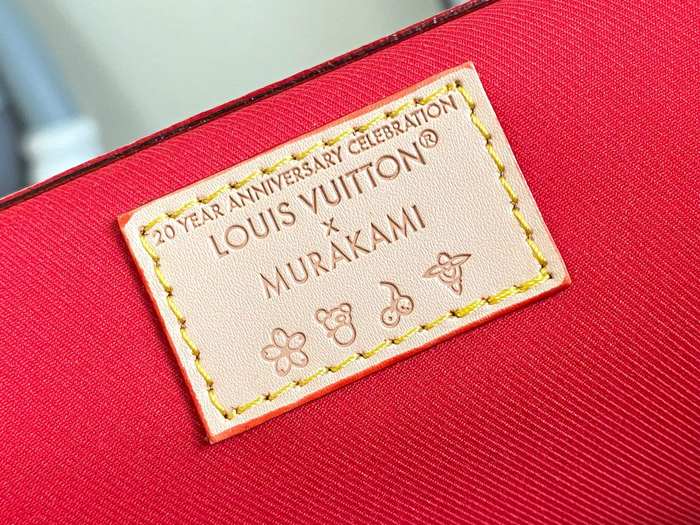 20 YEAR ANNIVERSARY CELEBRATION
LOUIS VUITTON®
x
MURAKAMI